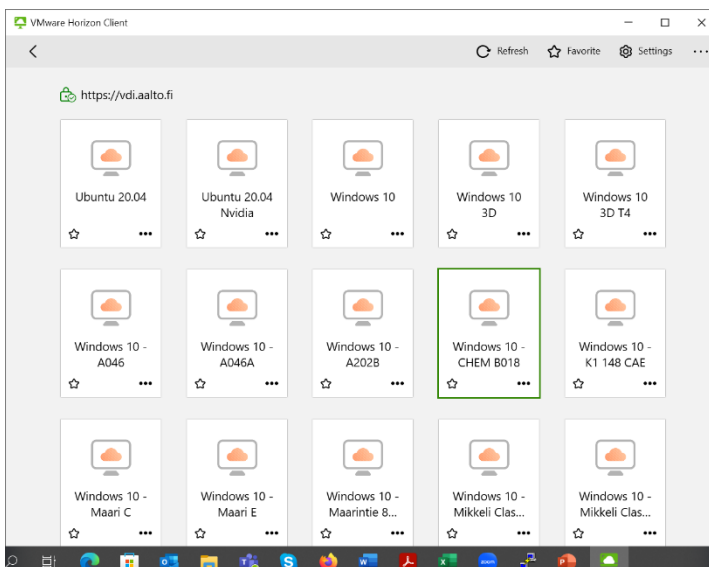 VMware Horizon Client
Refresh
Favorite
Settings
https://vdi.aalto.fi
Ubuntu 20.04
Ubuntu 20.04
Nvidia
Windows 10
Windows 10
3D
Windows 10
3D T4
Windows 10 -
A046
Windows 10 -
A046A
Windows 10 -
A202B
Windows 10 -
CHEM B018
Windows 10 -
K1 148 CAE
Windows 10 -
Maari C
Windows 10 -
Maari E
Windows 10 -
Maarintie 8...
Windows 10 -
Mikkeli Clas...
Windows 10 -
Mikkeli Clas...
zoom